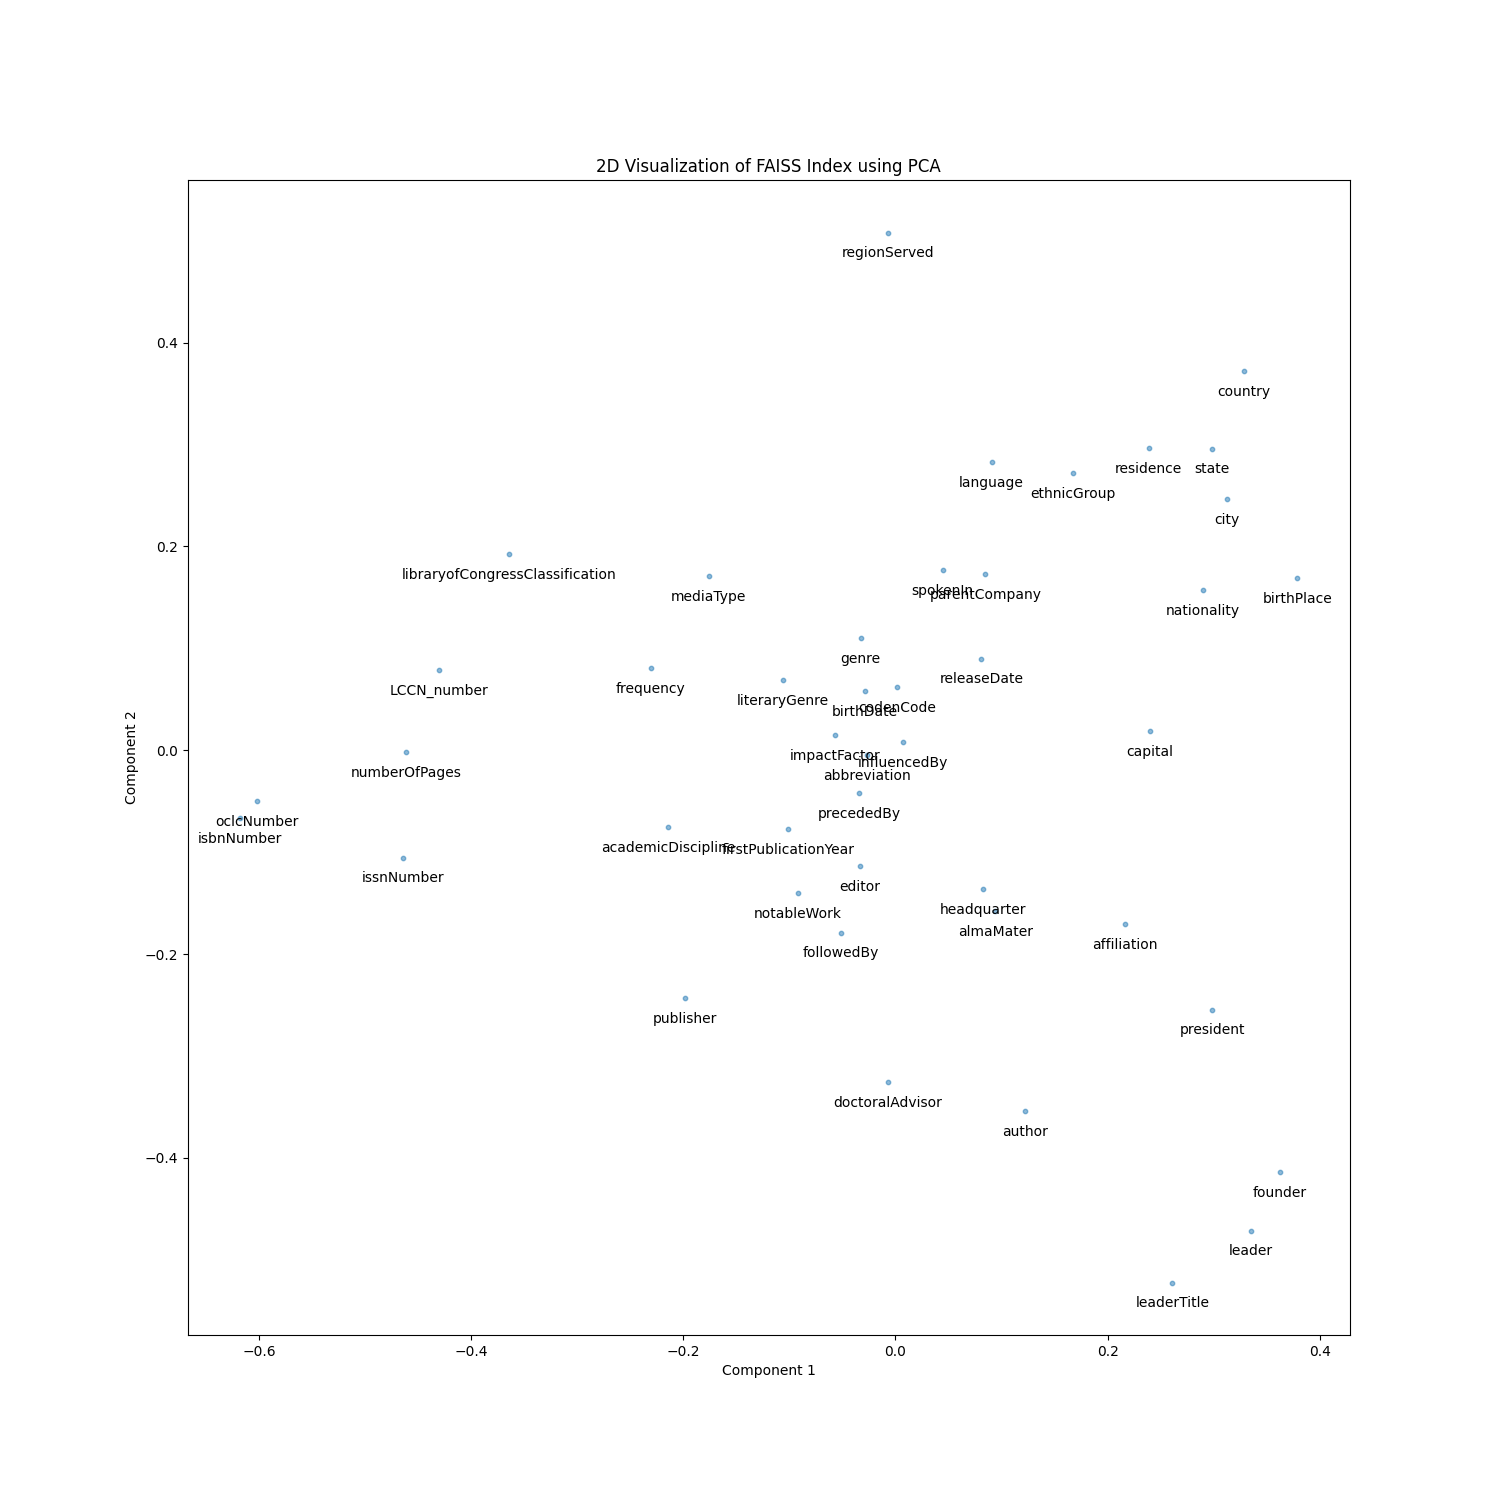 2D Visualization of FAISS Index using PCA
regionServed
0.4
country
residence
state
language
ethnicGroup
city
0.2
libraryofCongressClassification
mediaType
spokenIn
parentCompany
nationality
birthPlace
genre
releaseDate
LCCN_number
frequency
literaryGenre
birthDate
codenCode
Component 2
0.0
capital
impactFactor
influencedBy
numberOfPages
abbreviation
precededBy
oclcNumber
isbnNumber
academicDiscipline
firstPublicationYear
issnNumber
editor
notableWork
headquarter
almaMater
affiliation
−0.2
followedBy
publisher
president
doctoralAdvisor
author
−0.4
founder
leader
leaderTitle
−0.6
−0.4
−0.2
0.0
0.2
0.4
Component 1